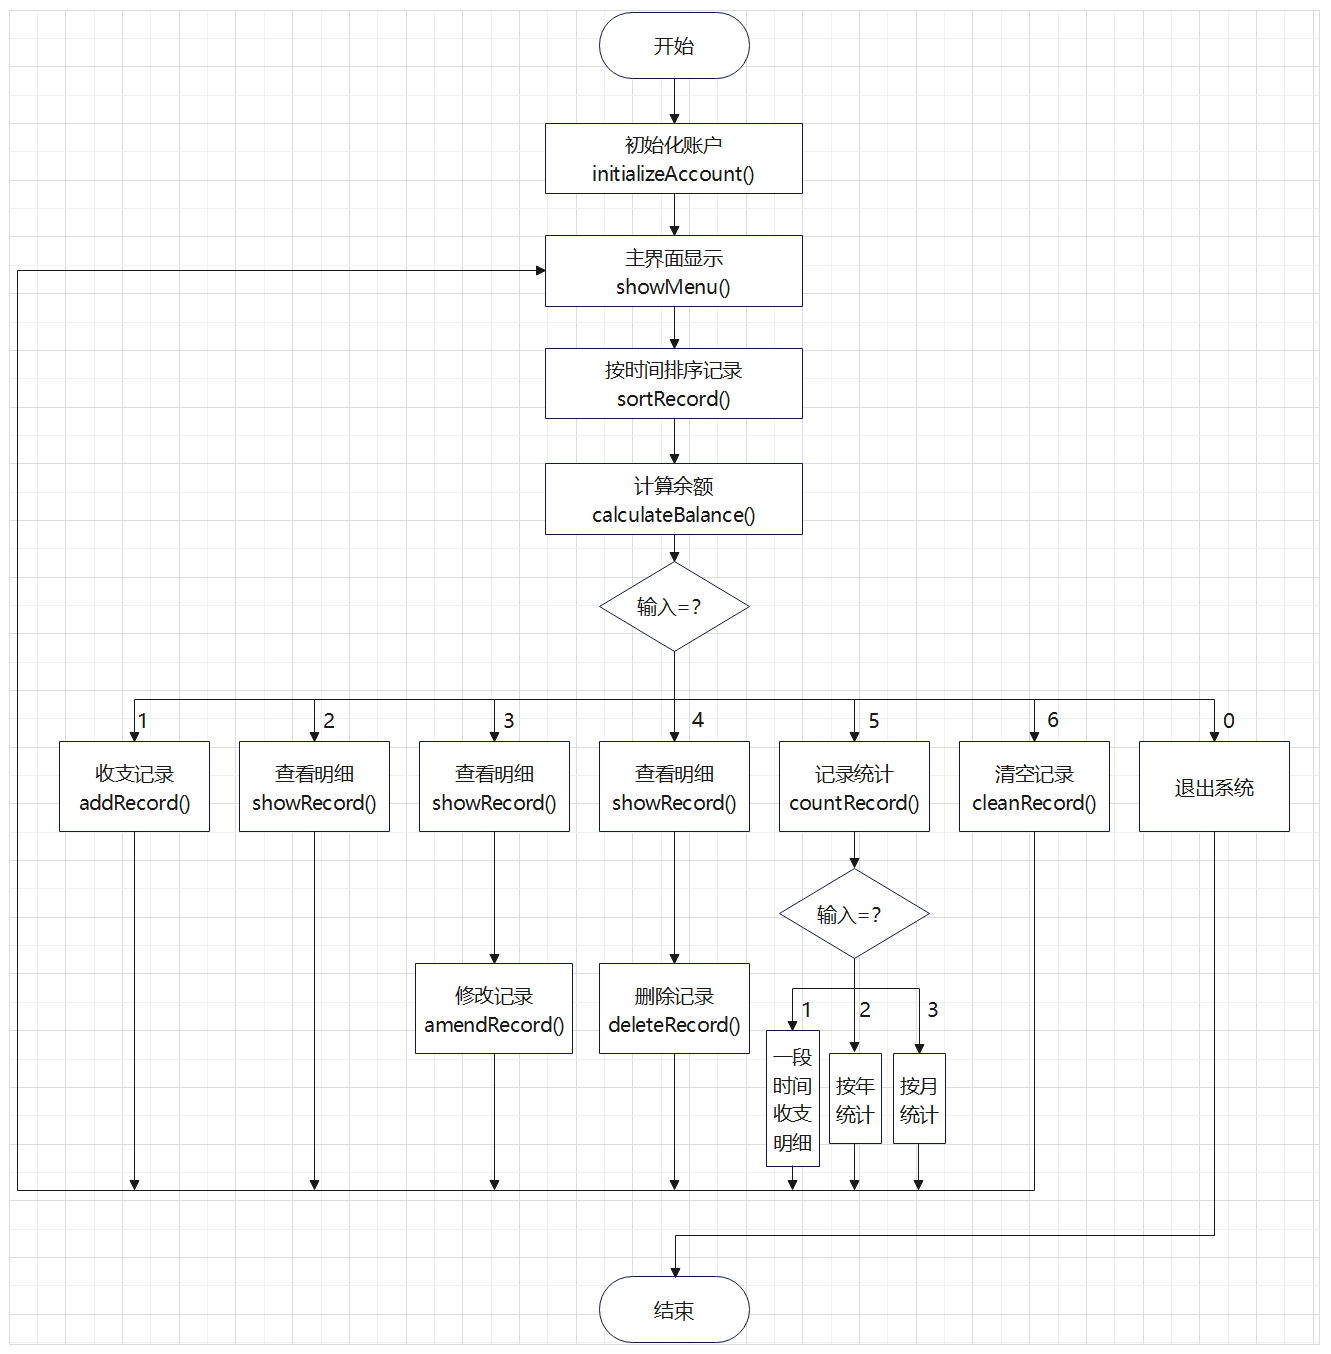 开始
初始化账户
initializeAccount()
主界面显示
showMenu()
按时间排序记录
sortRecord()
计算余额
calculateBalance()
输入=?
1
2
3
4
5
6
0
收支记录
addRecord()
查看明细
showRecord()
查看明细
showRecord()
查看明细
showRecord()
记录统计
countRecord()
清空记录
cleanRecord()
退出系统
输入=?
修改记录
amendRecord()
删除记录
deleteRecord()
1
2
3
一段
时间
收支
明细
按年
统计
按月
统计
结束